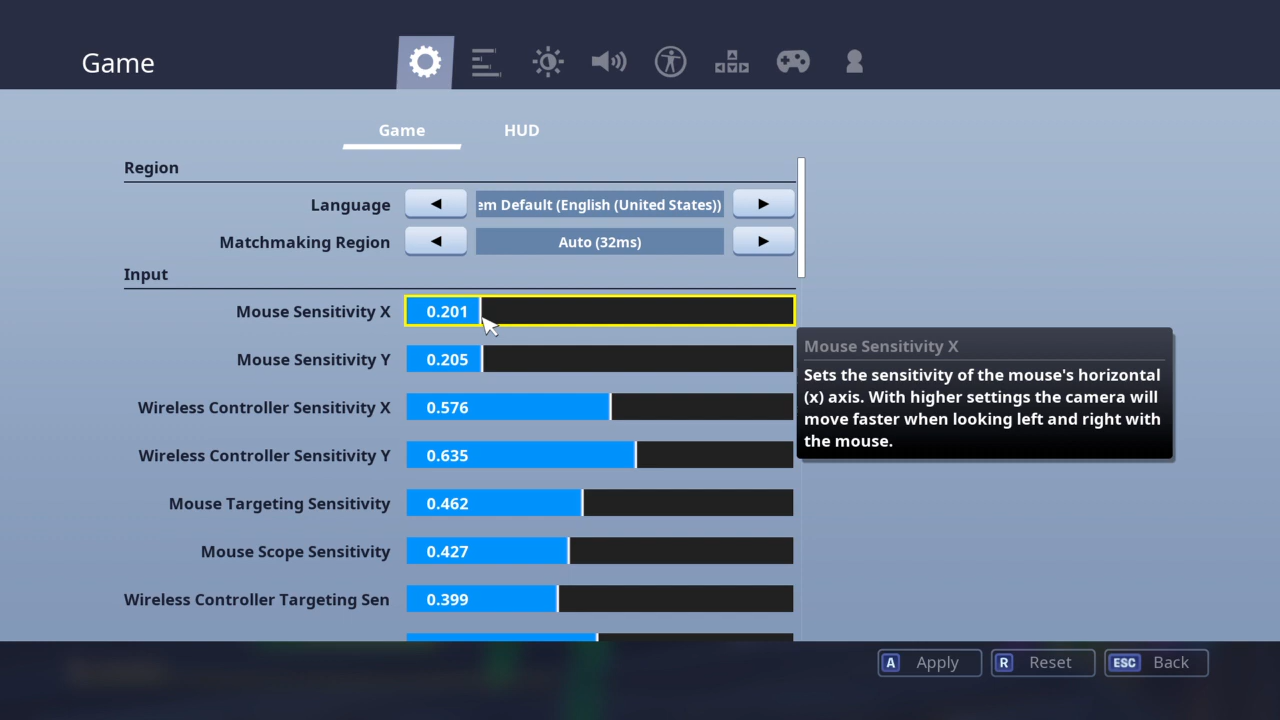 Game
Game HUD
Region
Language em Default (English (United States))
Matchmaking Region Auto (32ms)
Input
Mouse Sensitivity X 0.201
Mouse Sensitivity Y 0.205
Wireless Controller Sensitivity X 0.576
Wireless Controller Sensitivity Y 0.635
Mouse Targeting Sensitivity 0.462
Mouse Scope Sensitivity 0.427
Wireless Controller Targeting Sen 0.399
Mouse Sensitivity X
Sets the sensitivity of the mouse's horizontal
(x) axis. With higher settings the camera will
move faster when looking left and right with
the mouse.
A Apply R Reset ESC Back